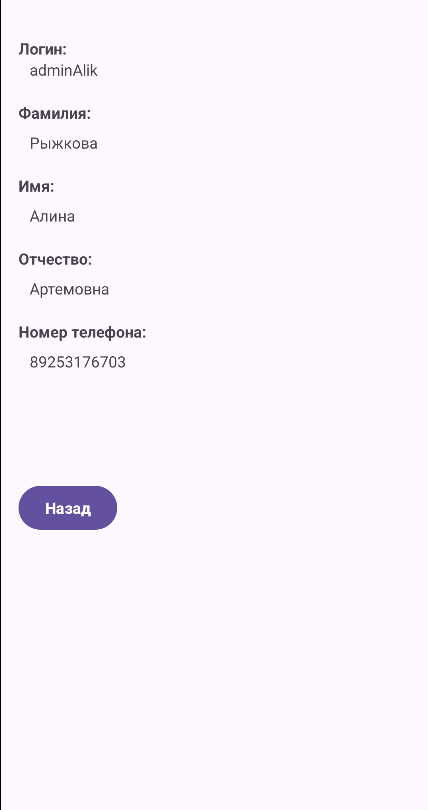 Логин:
adminAlik
Фамилия:
Рыжкова
Имя:
Алина
Отчество:
Артемовна
Номер телефона:
89253176703
Назад